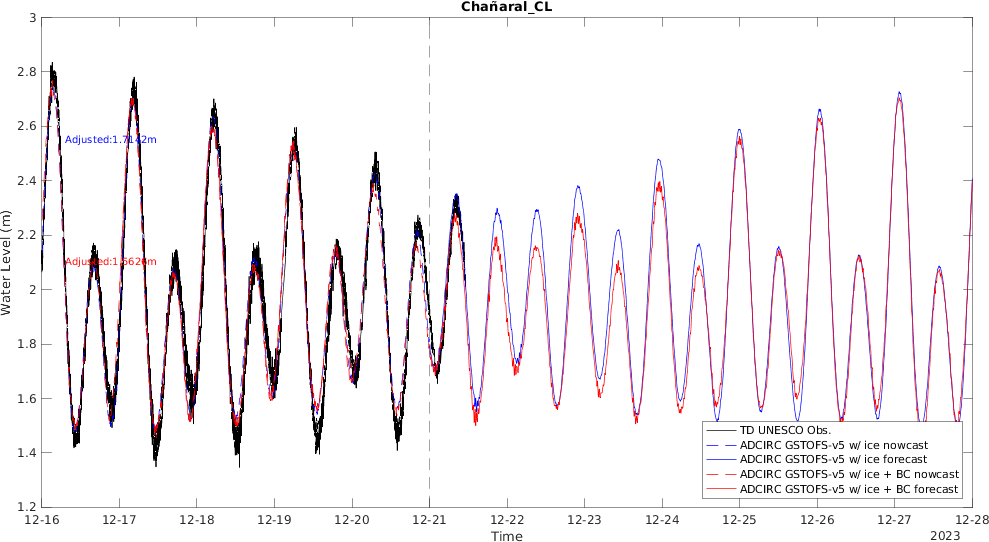 Chañaral_CL
Water Level (m)
3
2.8
2.6
2.4
2.2
2
1.8
1.6
1.4
1.2
Adjusted:1.7142m
Adjusted:1.6626m
TD UNESCO Obs.
ADCIRC GSTOFS-v5 w/ ice nowcast
ADCIRC GSTOFS-v5 w/ ice forecast
ADCIRC GSTOFS-v5 w/ ice + BC nowcast
ADCIRC GSTOFS-v5 w/ ice + BC forecast
12-16 12-17 12-18 12-19 12-20 12-21 12-22 12-23 12-24 12-25 12-26 12-27 12-28
Time
2023